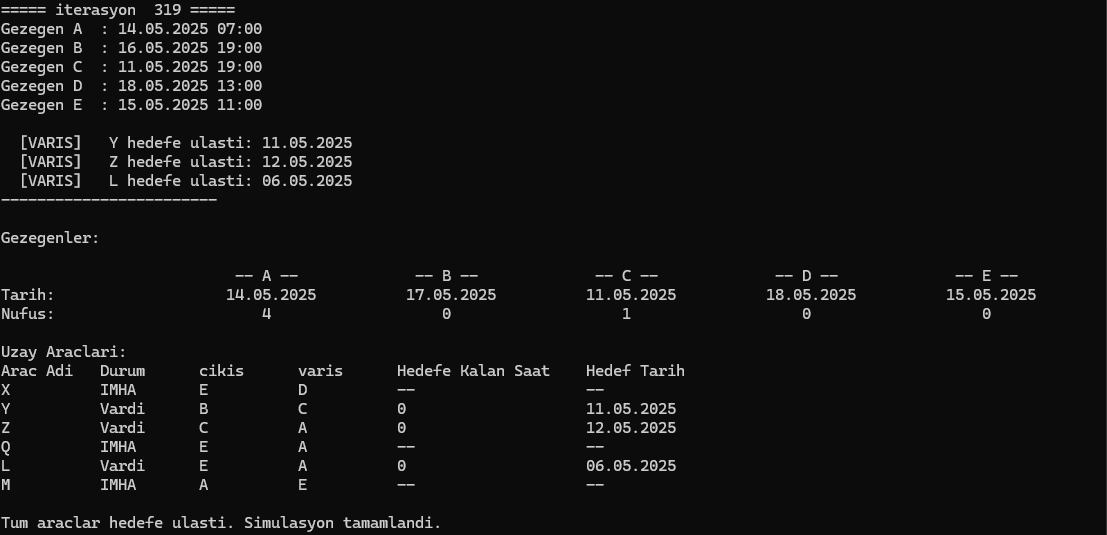 ===== iterasyon  319 =====
Gezegen A  : 14.05.2025 07:00
Gezegen B  : 16.05.2025 19:00
Gezegen C  : 11.05.2025 19:00
Gezegen D  : 18.05.2025 13:00
Gezegen E  : 15.05.2025 11:00
[VARIS]   Y hedefe ulasti: 11.05.2025
[VARIS]   Z hedefe ulasti: 12.05.2025
[VARIS]   L hedefe ulasti: 06.05.2025
------------------------
Gezegenler:
-- A --             -- B --             -- C --             -- D --             -- E --
Tarih:                   14.05.2025          17.05.2025          11.05.2025          18.05.2025          15.05.2025
Nufus:                       4                   0                   1                   0                   0
Uzay Araclari:
Arac Adi   Durum      cikis      varis      Hedefe Kalan Saat    Hedef Tarih
X          IMHA       E          D          --                   --
Y          Vardi      B          C          0                    11.05.2025
Z          Vardi      C          A          0                    12.05.2025
Q          IMHA       E          A          --                   --
L          Vardi      E          A          0                    06.05.2025
M          IMHA       A          E          --                   --
Tum araclar hedefe ulasti. Simulasyon tamamlandi.